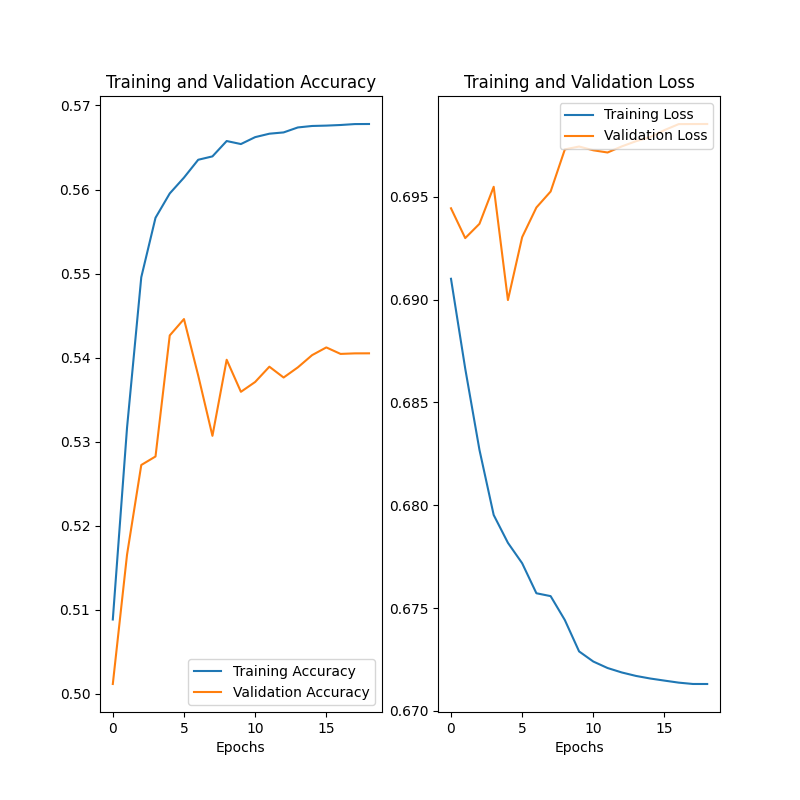 Training and Validation Accuracy
0.57
0.56
0.55
0.54
0.53
0.52
0.51
0.50
0
5
10
15
Epochs
Training Accuracy
Validation Accuracy
Training and Validation Loss
Training Loss
Validation Loss
0.695
0.690
0.685
0.680
0.675
0.670
0
5
10
15
Epochs